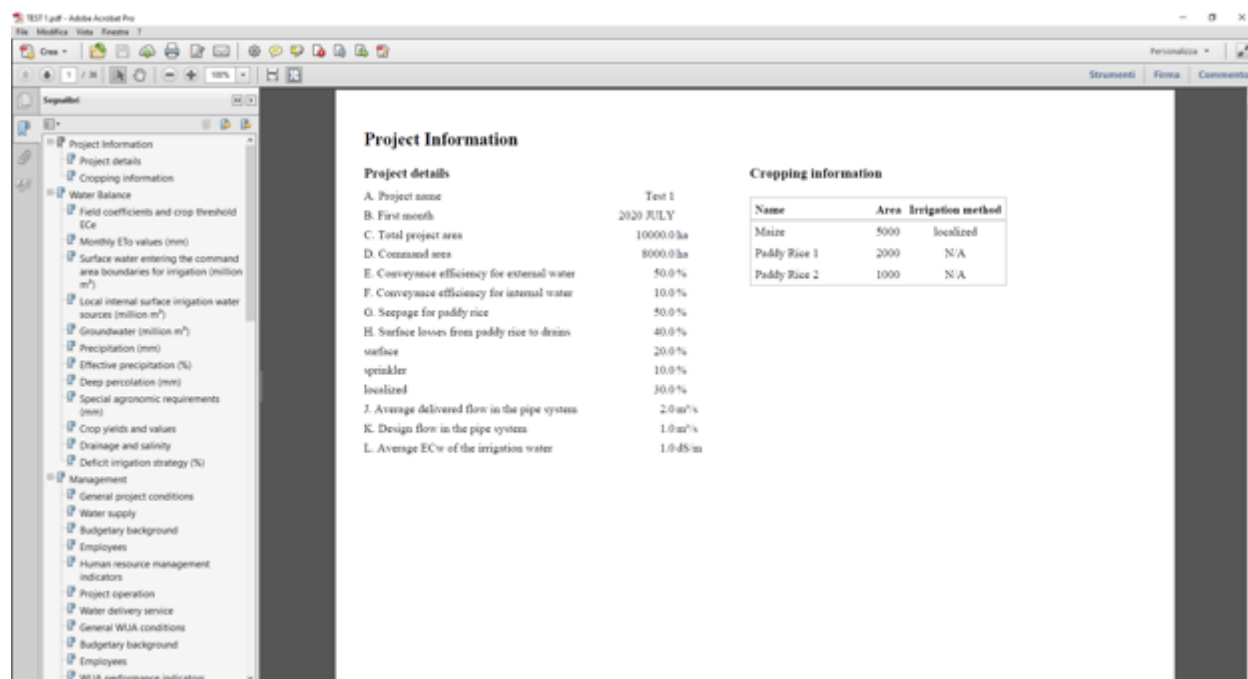 TEST 1.pdf - Adobe Acrobat Pro
File Modifica Vista Finestra ?
Crea
Personalizza
1 / 36
100%
Strumenti Firma Commento
Segnalibri
Project Information
Project details
Cropping information
Water Balance
Field coefficients and crop threshold
ECe
Monthly ETo values (mm)
Surface water entering the command
area boundaries for irrigation (million
m³)
Local internal surface irrigation water
sources (million m³)
Groundwater (million m³)
Precipitation (mm)
Effective precipitation (%)
Deep percolation (mm)
Special agronomic requirements
(mm)
Crop yields and values
Drainage and salinity
Deficit irrigation strategy (%)
Management
General project conditions
Water supply
Budgetary background
Employees
Human resource management
indicators
Project operation
Water delivery service
General WUA conditions
Budgetary background
Employees
WUA performance indicators
Project Information
Project details
A. Project name Test 1
B. First month 2020 JULY
C. Total project area 10000.0 ha
D. Command area 8000.0 ha
E. Conveyance efficiency for external water 50.0 %
F. Conveyance efficiency for internal water 10.0 %
G. Seepage for paddy rice 50.0 %
H. Surface losses from paddy rice to drains 40.0 %
surface 20.0 %
sprinkler 10.0 %
localized 30.0 %
J. Average delivered flow in the pipe system 2.0 m³/s
K. Design flow in the pipe system 1.0 m³/s
L. Average ECw of the irrigation water 1.0 dS/m
Cropping information
Name Area Irrigation method
Maize 5000 localized
Paddy Rice 1 2000 N/A
Paddy Rice 2 1000 N/A